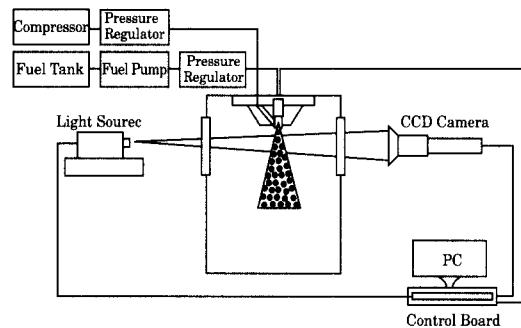 Compressor
Pressure
Regulator
Fuel Tank
Fuel Pump
Pressure
Regulator
Light Sourec
CCD Camera
PC
Control Board